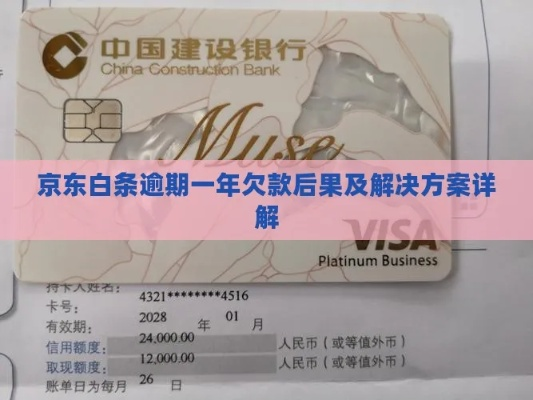 中国建设银行
China Construction Bank
Muse
京东白条逾期一年欠款后果及解决方案详
解
VISA
Platinum Business
持卡人姓名:
卡号: 4321********4516
有效期: 2028 年 01 月
信用额度: 24,000.00 人民币(或等值外币)
取现额度: 12,000.00 人民币(或等值外币)
账单日为每月 26 日